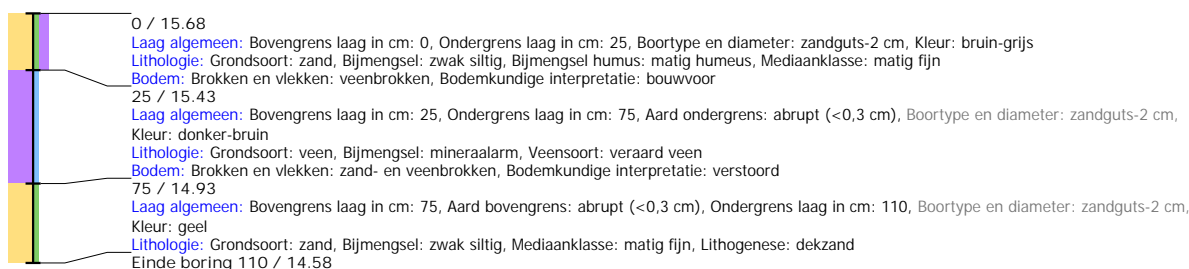 0 / 15.68
Laag algemeen: Bovengrens laag in cm: 0, Ondergrens laag in cm: 25, Boortype en diameter: zandguts-2 cm, Kleur: bruin-grijs
Lithologie: Grondsoort: zand, Bijmengsel: zwak siltig, Bijmengsel humus: matig humeus, Mediaanklasse: matig fijn
Bodem: Brokken en vlekken: veenbrokken, Bodemkundige interpretatie: bouwvoor
25 / 15.43
Laag algemeen: Bovengrens laag in cm: 25, Ondergrens laag in cm: 75, Aard ondergrens: abrupt (<0,3 cm), Boortype en diameter: zandguts-2 cm,
Kleur: donker-bruin
Lithologie: Grondsoort: veen, Bijmengsel: mineraalarm, Veensoort: veraard veen
Bodem: Brokken en vlekken: zand- en veenbrokken, Bodemkundige interpretatie: verstoord
75 / 14.93
Laag algemeen: Bovengrens laag in cm: 75, Aard bovengrens: abrupt (<0,3 cm), Ondergrens laag in cm: 110, Boortype en diameter: zandguts-2 cm,
Kleur: geel
Lithologie: Grondsoort: zand, Bijmengsel: zwak siltig, Mediaanklasse: matig fijn, Lithogenese: dekzand
Einde boring 110 / 14.58